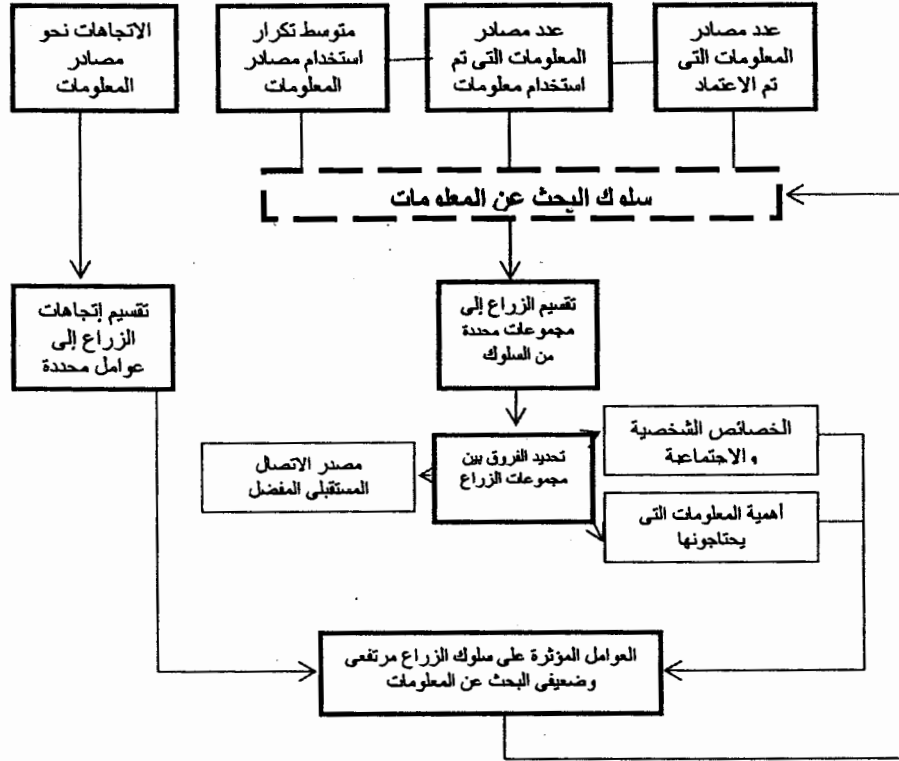 عدد مصادر
المعلومات التى
تم الاعتماد
عدد مصادر
المعلومات التى تم
استخدام معلومات
متوسط تكرار
استخدام مصادر
المعلومات
الاتجاهات نحو
مصادر
المعلومات
سلوك البحث عن المعلومات
تقسيم الزراع إلى
مجموعات محددة
من السلوك
تقسيم إتجاهات
الزراع إلى
عوامل محددة
الخصائص الشخصية
والاجتماعية
تحديد الفروق بين
مجموعات الزراع
مصدر الاتصال
المستقبلى المفضل
أهمية المعلومات التى
يحتاجونها
العوامل المؤثرة على سلوك الزراع مرتفعى
وضعيفى البحث عن المعلومات